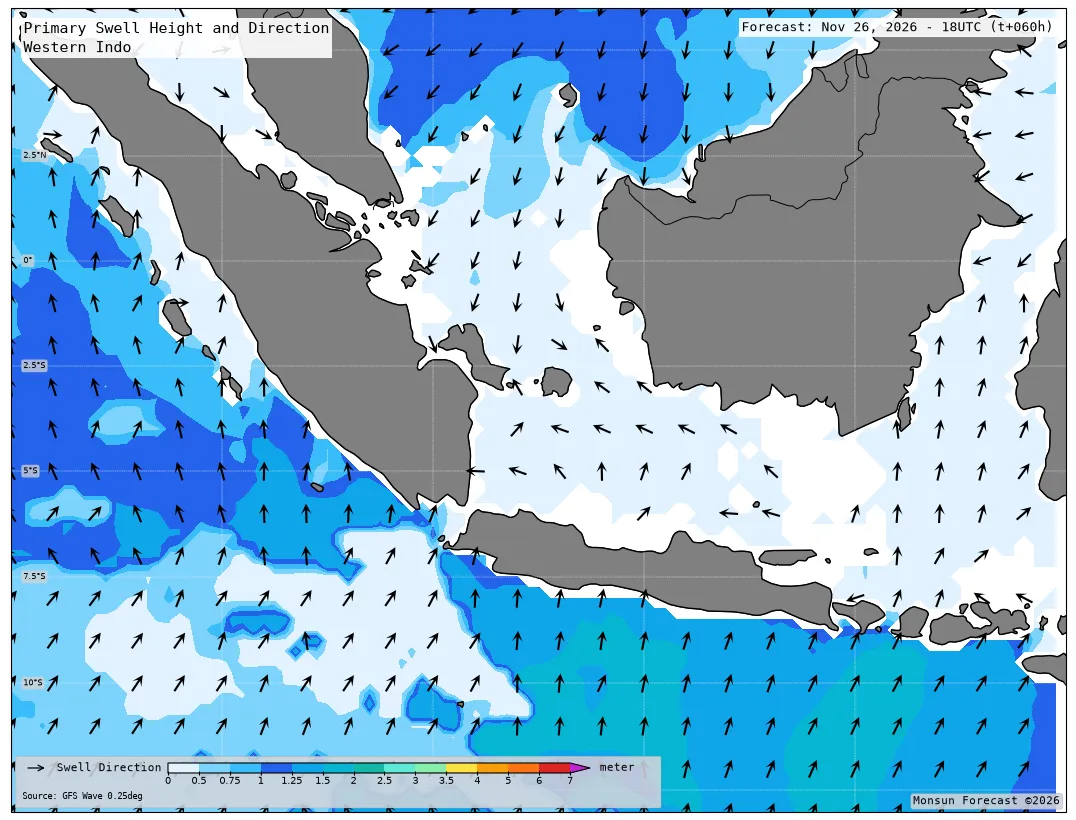 Primary Swell Height and Direction
Western Indo
Forecast: Nov 26, 2026 - 18UTC (t+060h)
2.5°N
0°
2.5°S
5°S
7.5°S
10°S
Swell Direction
meter
0 0.5 0.75 1 1.25 1.5 2 2.5 3 3.5 4 5 6 7
Source: GFS Wave 0.25deg
Monsun Forecast ©2026